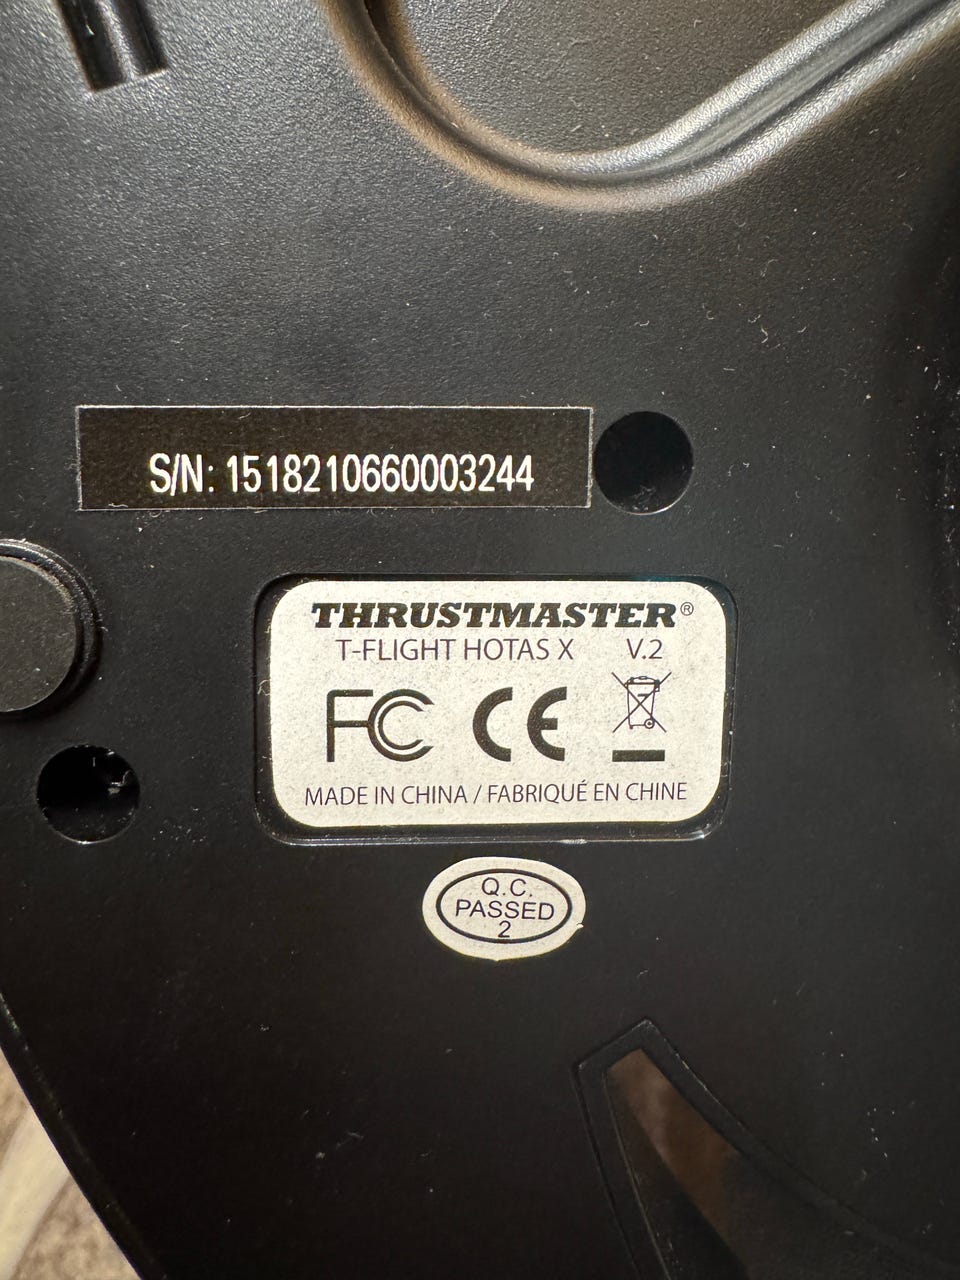 S/N: 1518210660003244
THRUSTMASTER®
T-FLIGHT HOTAS X V.2
FC CE
MADE IN CHINA / FABRIQUÉ EN CHINE
Q.C.
PASSED
2